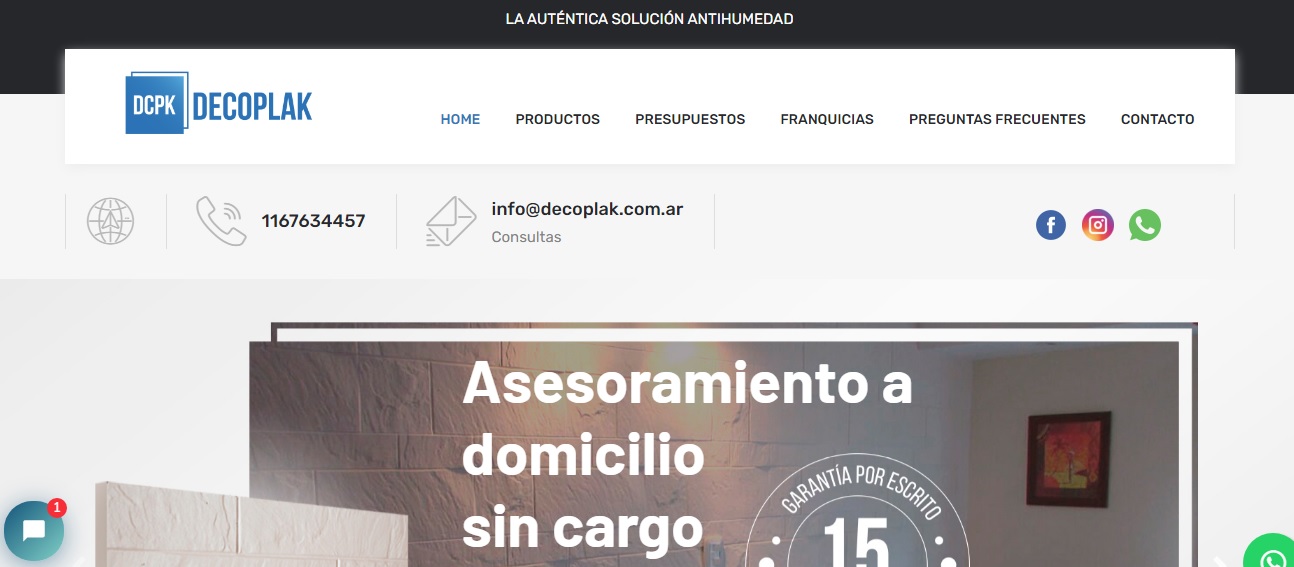 LA AUTÉNTICA SOLUCIÓN ANTIHUMEDAD
DCPK DECOPLAK
HOME PRODUCTOS PRESUPUESTOS FRANQUICIAS PREGUNTAS FRECUENTES CONTACTO
1167634457
info@decoplak.com.ar
Consultas
Asesoramiento a
domicilio
sin cargo
GARANTÍA POR ESCRITO
15
1